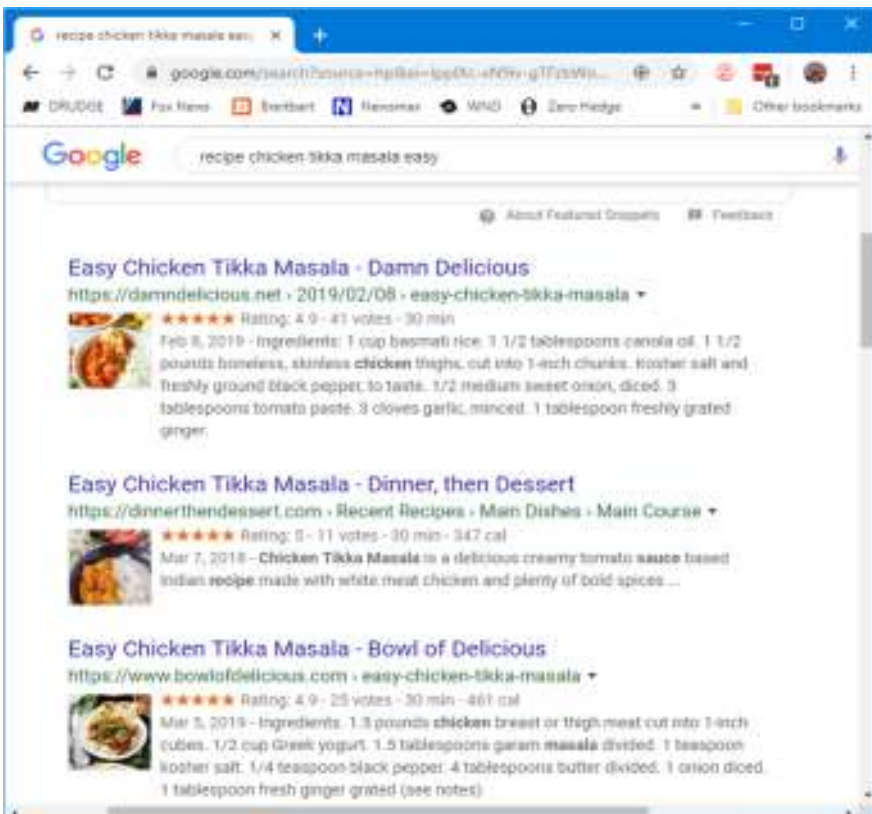 recipe chicken tikka masala easy
google.com/search?source=hp&ei=
DRUDGE Fox News Breitbart Newsmax WND Zero Hedge Other bookmarks
Google recipe chicken tikka masala easy
About Featured Snippets Feedback
Easy Chicken Tikka Masala - Damn Delicious
https://damndelicious.net › 2019/02/08 › easy-chicken-tikka-masala
Rating: 4.9 - 41 votes - 30 min
Feb 8, 2019 - Ingredients: 1 cup basmati rice. 1 1/2 tablespoons canola oil. 1 1/2
pounds boneless, skinless chicken thighs, cut into 1-inch chunks. Kosher salt and
freshly ground black pepper, to taste. 1/2 medium sweet onion, diced. 3
tablespoons tomato paste. 3 cloves garlic, minced. 1 tablespoon freshly grated
ginger.
Easy Chicken Tikka Masala - Dinner, then Dessert
https://dinnerthendessert.com › Recent Recipes › Main Dishes › Main Course
Rating: 5 - 11 votes - 30 min - 347 cal
Mar 7, 2018 - Chicken Tikka Masala is a delicious creamy tomato sauce based
Indian recipe made with white meat chicken and plenty of bold spices ...
Easy Chicken Tikka Masala - Bowl of Delicious
https://www.bowlofdelicious.com › easy-chicken-tikka-masala
Rating: 4.9 - 25 votes - 30 min - 461 cal
Mar 5, 2019 - Ingredients. 1.5 pounds chicken breast or thigh meat cut into 1-inch
cubes. 1/2 cup Greek yogurt. 1.5 tablespoons garam masala divided. 1 teaspoon
kosher salt. 1/4 teaspoon black pepper. 4 tablespoons butter divided. 1 onion diced.
1 tablespoon fresh ginger grated (see notes)